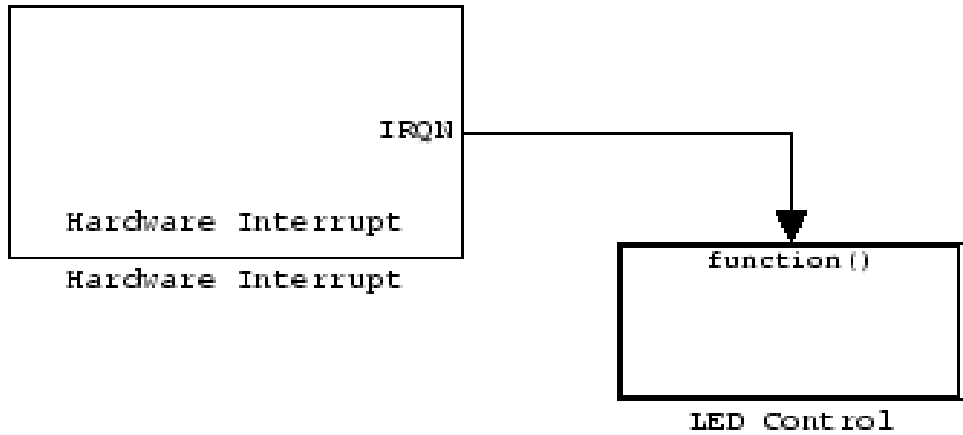 IRQN
Hardware Interrupt
Hardware Interrupt
function()
LED Control